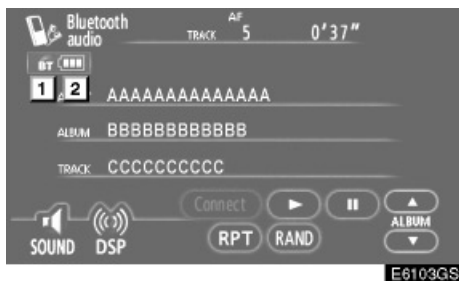 Bluetooth audio TRACK AF 5 0'37"
BT
1 2 AAAAAAAAAAAAAA
ALBUM BBBBBBBBBBBB
TRACK CCCCCCCCCC
Connect
ALBUM
SOUND DSP RPT RAND
E6103GS